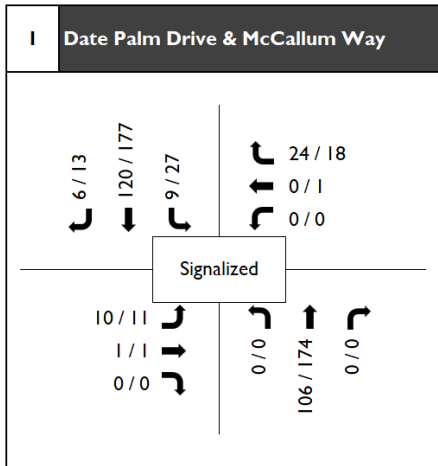 1 Date Palm Drive & McCallum Way
6 / 13
120 / 177
9 / 27
24 / 18
0 / 1
0 / 0
Signalized
10 / 11
1 / 1
0 / 0
0 / 0
106 / 174
0 / 0